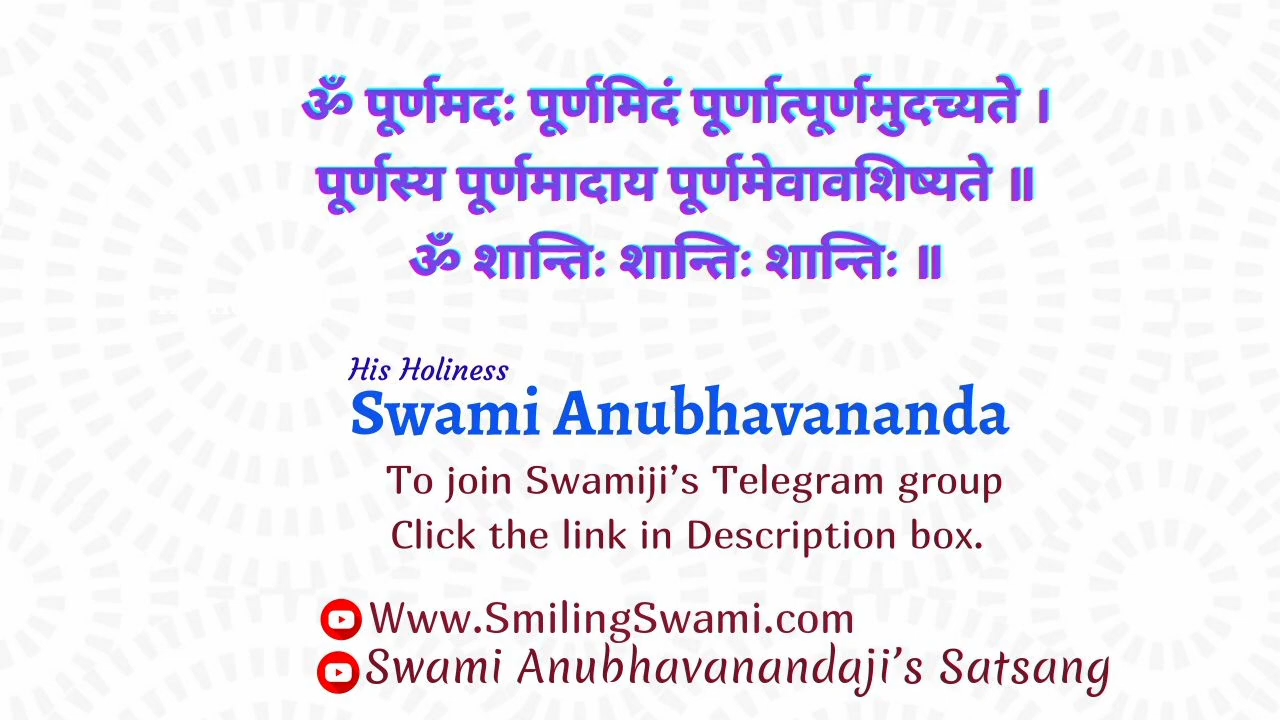 ॐ पूर्णमदः पूर्णमिदं पूर्णात्पूर्णमुदच्यते ।
पूर्णस्य पूर्णमादाय पूर्णमेवावशिष्यते ॥
ॐ शान्तिः शान्तिः शान्तिः ॥
His Holiness
Swami Anubhavananda
To join Swamiji’s Telegram group
Click the link in Description box.
Www.SmilingSwami.com
Swami Anubhavanandaji’s Satsang